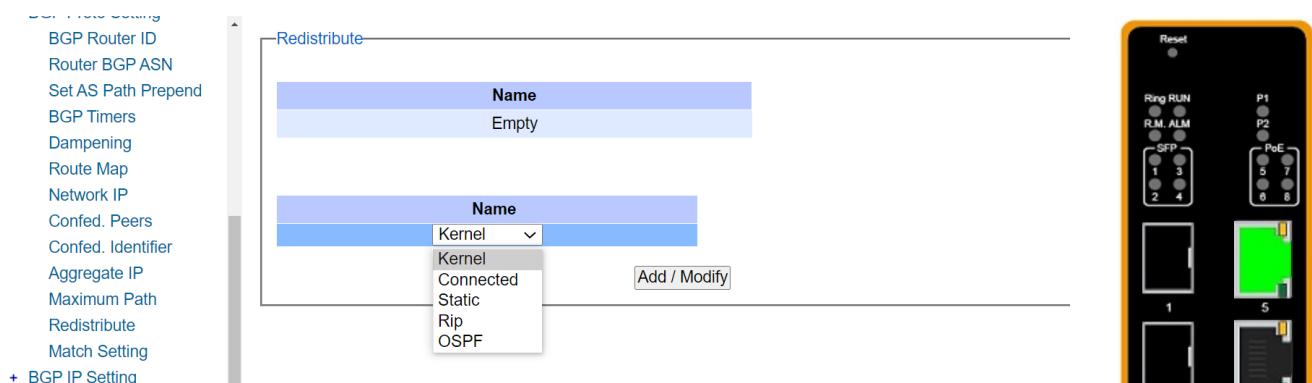 BGP Router ID
Router BGP ASN
Set AS Path Prepend
BGP Timers
Dampening
Route Map
Network IP
Confed. Peers
Confed. Identifier
Aggregate IP
Maximum Path
Redistribute
Match Setting
+ BGP IP Setting
Redistribute
Name
Empty
Name
Kernel
Kernel
Connected
Static
Rip
OSPF
Add / Modify
Reset
Ring RUN P1
R.M. ALM P2
SFP PoE
1 3 5 7
2 4 6 8
1 5